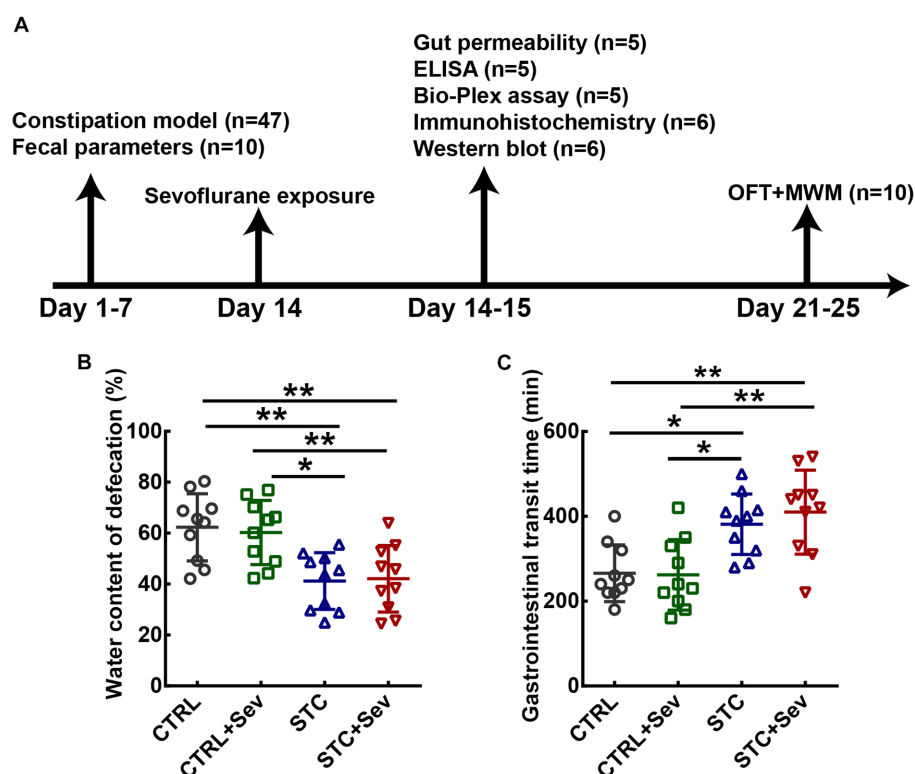 A
Gut permeability (n=5)
ELISA (n=5)
Bio-Plex assay (n=5)
Immunohistochemistry (n=6)
Western blot (n=6)
Constipation model (n=47)
Fecal parameters (n=10)
Sevoflurane exposure
OFT+MWM (n=10)
Day 1-7
Day 14
Day 14-15
Day 21-25
B
Water content of defecation (%)
**
**
**
*
100
80
60
40
20
0
CTRL
CTRL+Sev
STC
STC+Sev
C
Gastrointestinal transit time (min)
**
**
*
*
600
400
200
0
CTRL
CTRL+Sev
STC
STC+Sev